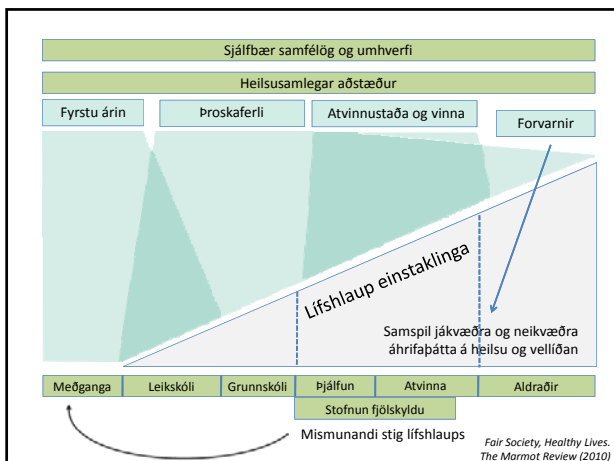 Sjálfbær samfélög og umhverfi
Heilsusamlegar aðstæður
Fyrstu árin
Þroskaferli
Atvinnustaða og vinna
Forvarnir
Lífshlaup einstaklinga
Samspil jákvæðra og neikvæðra
áhrifaþátta á heilsu og vellíðan
Meðganga
Leikskóli
Grunnskóli
Þjálfun
Atvinna
Aldraðir
Stofnun fjölskyldu
Mismunandi stig lífshlaups
Fair Society, Healthy Lives.
The Marmot Review (2010)